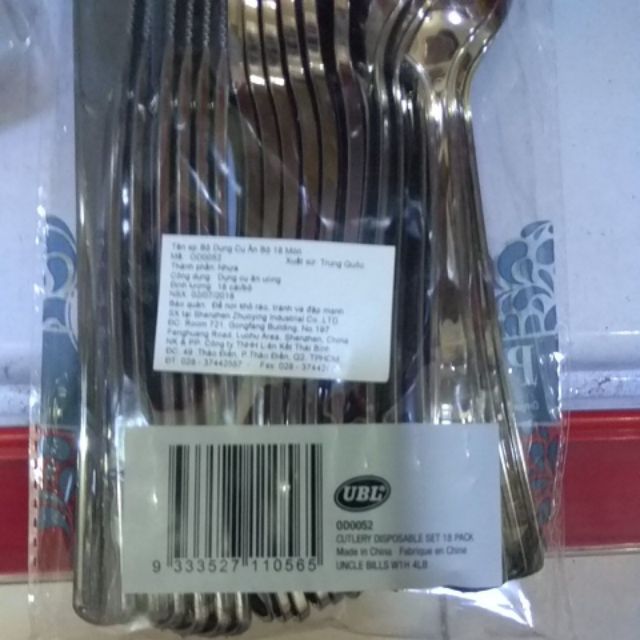 Tên sp: Bộ Dụng Cụ Ăn Bộ 18 Món
Mã: OD0052 Xuất sứ: Trung Quốc
Thành phần: Nhựa
Công dụng: Dụng cụ ăn uống
Định lượng: 18 cái/bộ
NSX: 02/07/2018
Bảo quản: Để nơi khô ráo, tránh va đập mạnh
SX tại Shenzhen Zhuoying Industrial Co., LTD
ĐC: Room 721, Gongfang Building, No.197
Fenghuang Road, Luohu Area, Shenzhen, China
NK & PP: Công ty TNHH Liên Kết Thái Bảo
ĐC: 49, Thảo Điền, P. Thảo Điền, Q2, TPHCM
ĐT: 028 - 37442557 - Fax: 028 - 374421
UBL
OD0052
CUTLERY DISPOSABLE SET 18 PACK
Made in China Fabrique en Chine
UNCLE BILLS WTH 4LB
9 333527 110565